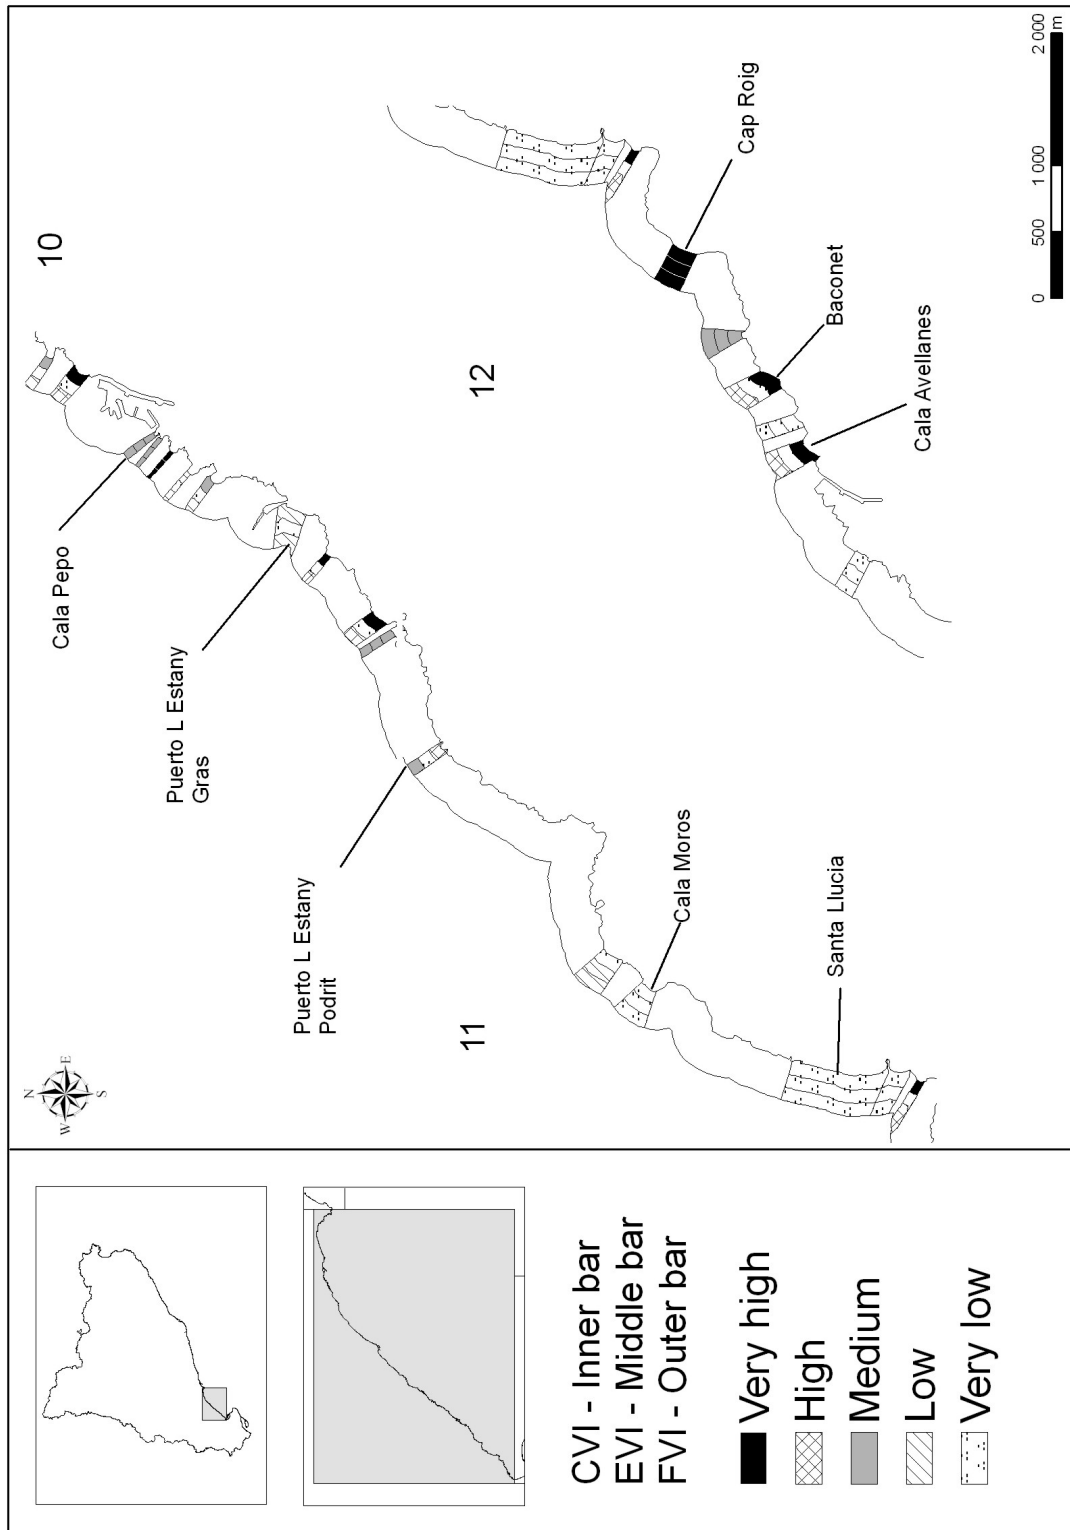 N
E
S
W
10
11
12
Cala Pepo
Puerto L Estany
Gras
Puerto L Estany
Podrit
Cala Moros
Santa Llucia
Cap Roig
Baconet
Cala Avellanes
0
500
1 000
2 000
m
CVI - Inner bar
EVI - Middle bar
FVI - Outer bar
Very high
High
Medium
Low
Very low